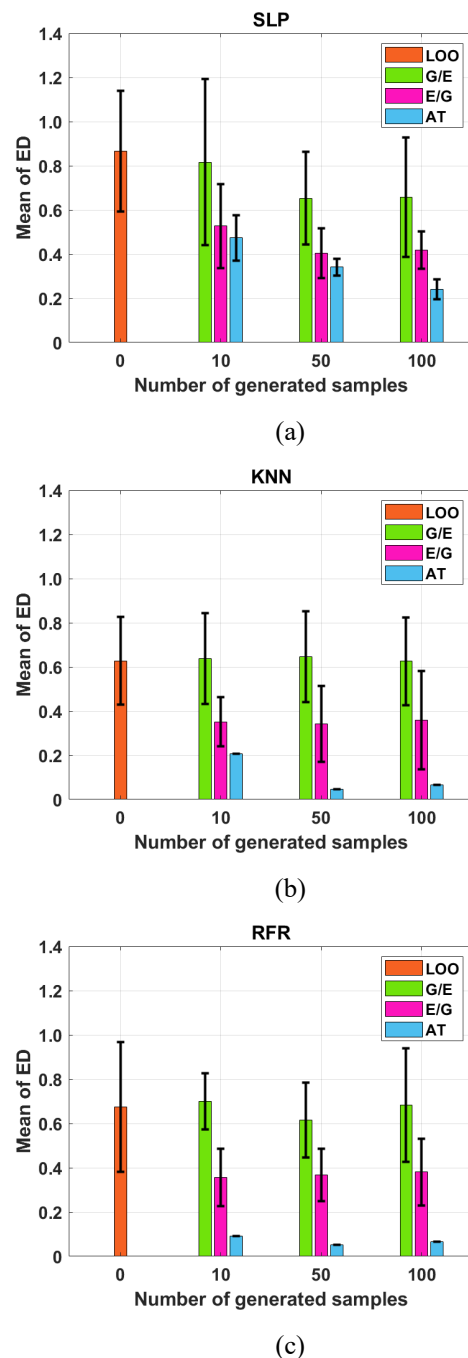 SLP
1.4
1.2
1.0
0.8
0.6
0.4
0.2
0
Mean of ED
LOO
G/E
E/G
AT
0 10 50 100
Number of generated samples
(a)
KNN
1.4
1.2
1.0
0.8
0.6
0.4
0.2
0
Mean of ED
LOO
G/E
E/G
AT
0 10 50 100
Number of generated samples
(b)
RFR
1.4
1.2
1.0
0.8
0.6
0.4
0.2
0
Mean of ED
LOO
G/E
E/G
AT
0 10 50 100
Number of generated samples
(c)